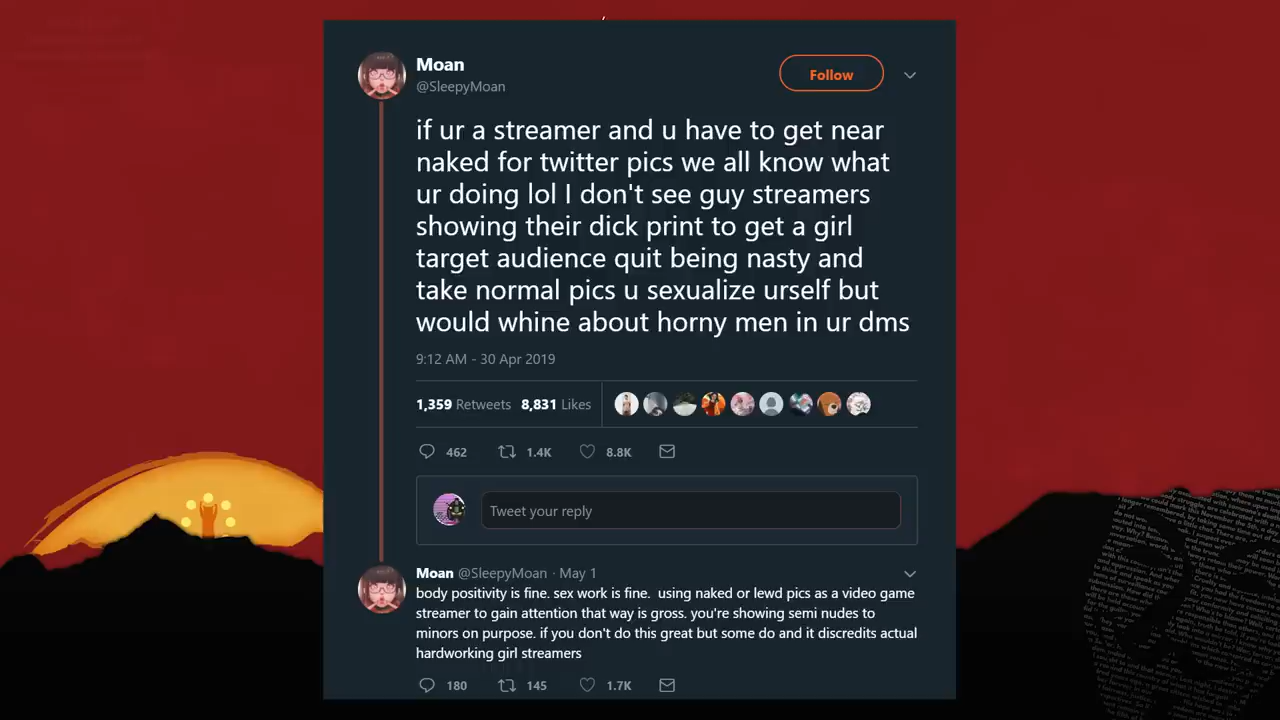 Moan
@SleepyMoan
Follow
if ur a streamer and u have to get near
naked for twitter pics we all know what
ur doing lol I don't see guy streamers
showing their dick print to get a girl
target audience quit being nasty and
take normal pics u sexualize urself but
would whine about horny men in ur dms
9:12 AM - 30 Apr 2019
1,359 Retweets 8,831 Likes
462 1.4K 8.8K
Tweet your reply
Moan @SleepyMoan · May 1
body positivity is fine. sex work is fine. using naked or lewd pics as a video game
streamer to gain attention that way is gross. you're showing semi nudes to
minors on purpose. if you don't do this great but some do and it discredits actual
hardworking girl streamers
180 145 1.7K